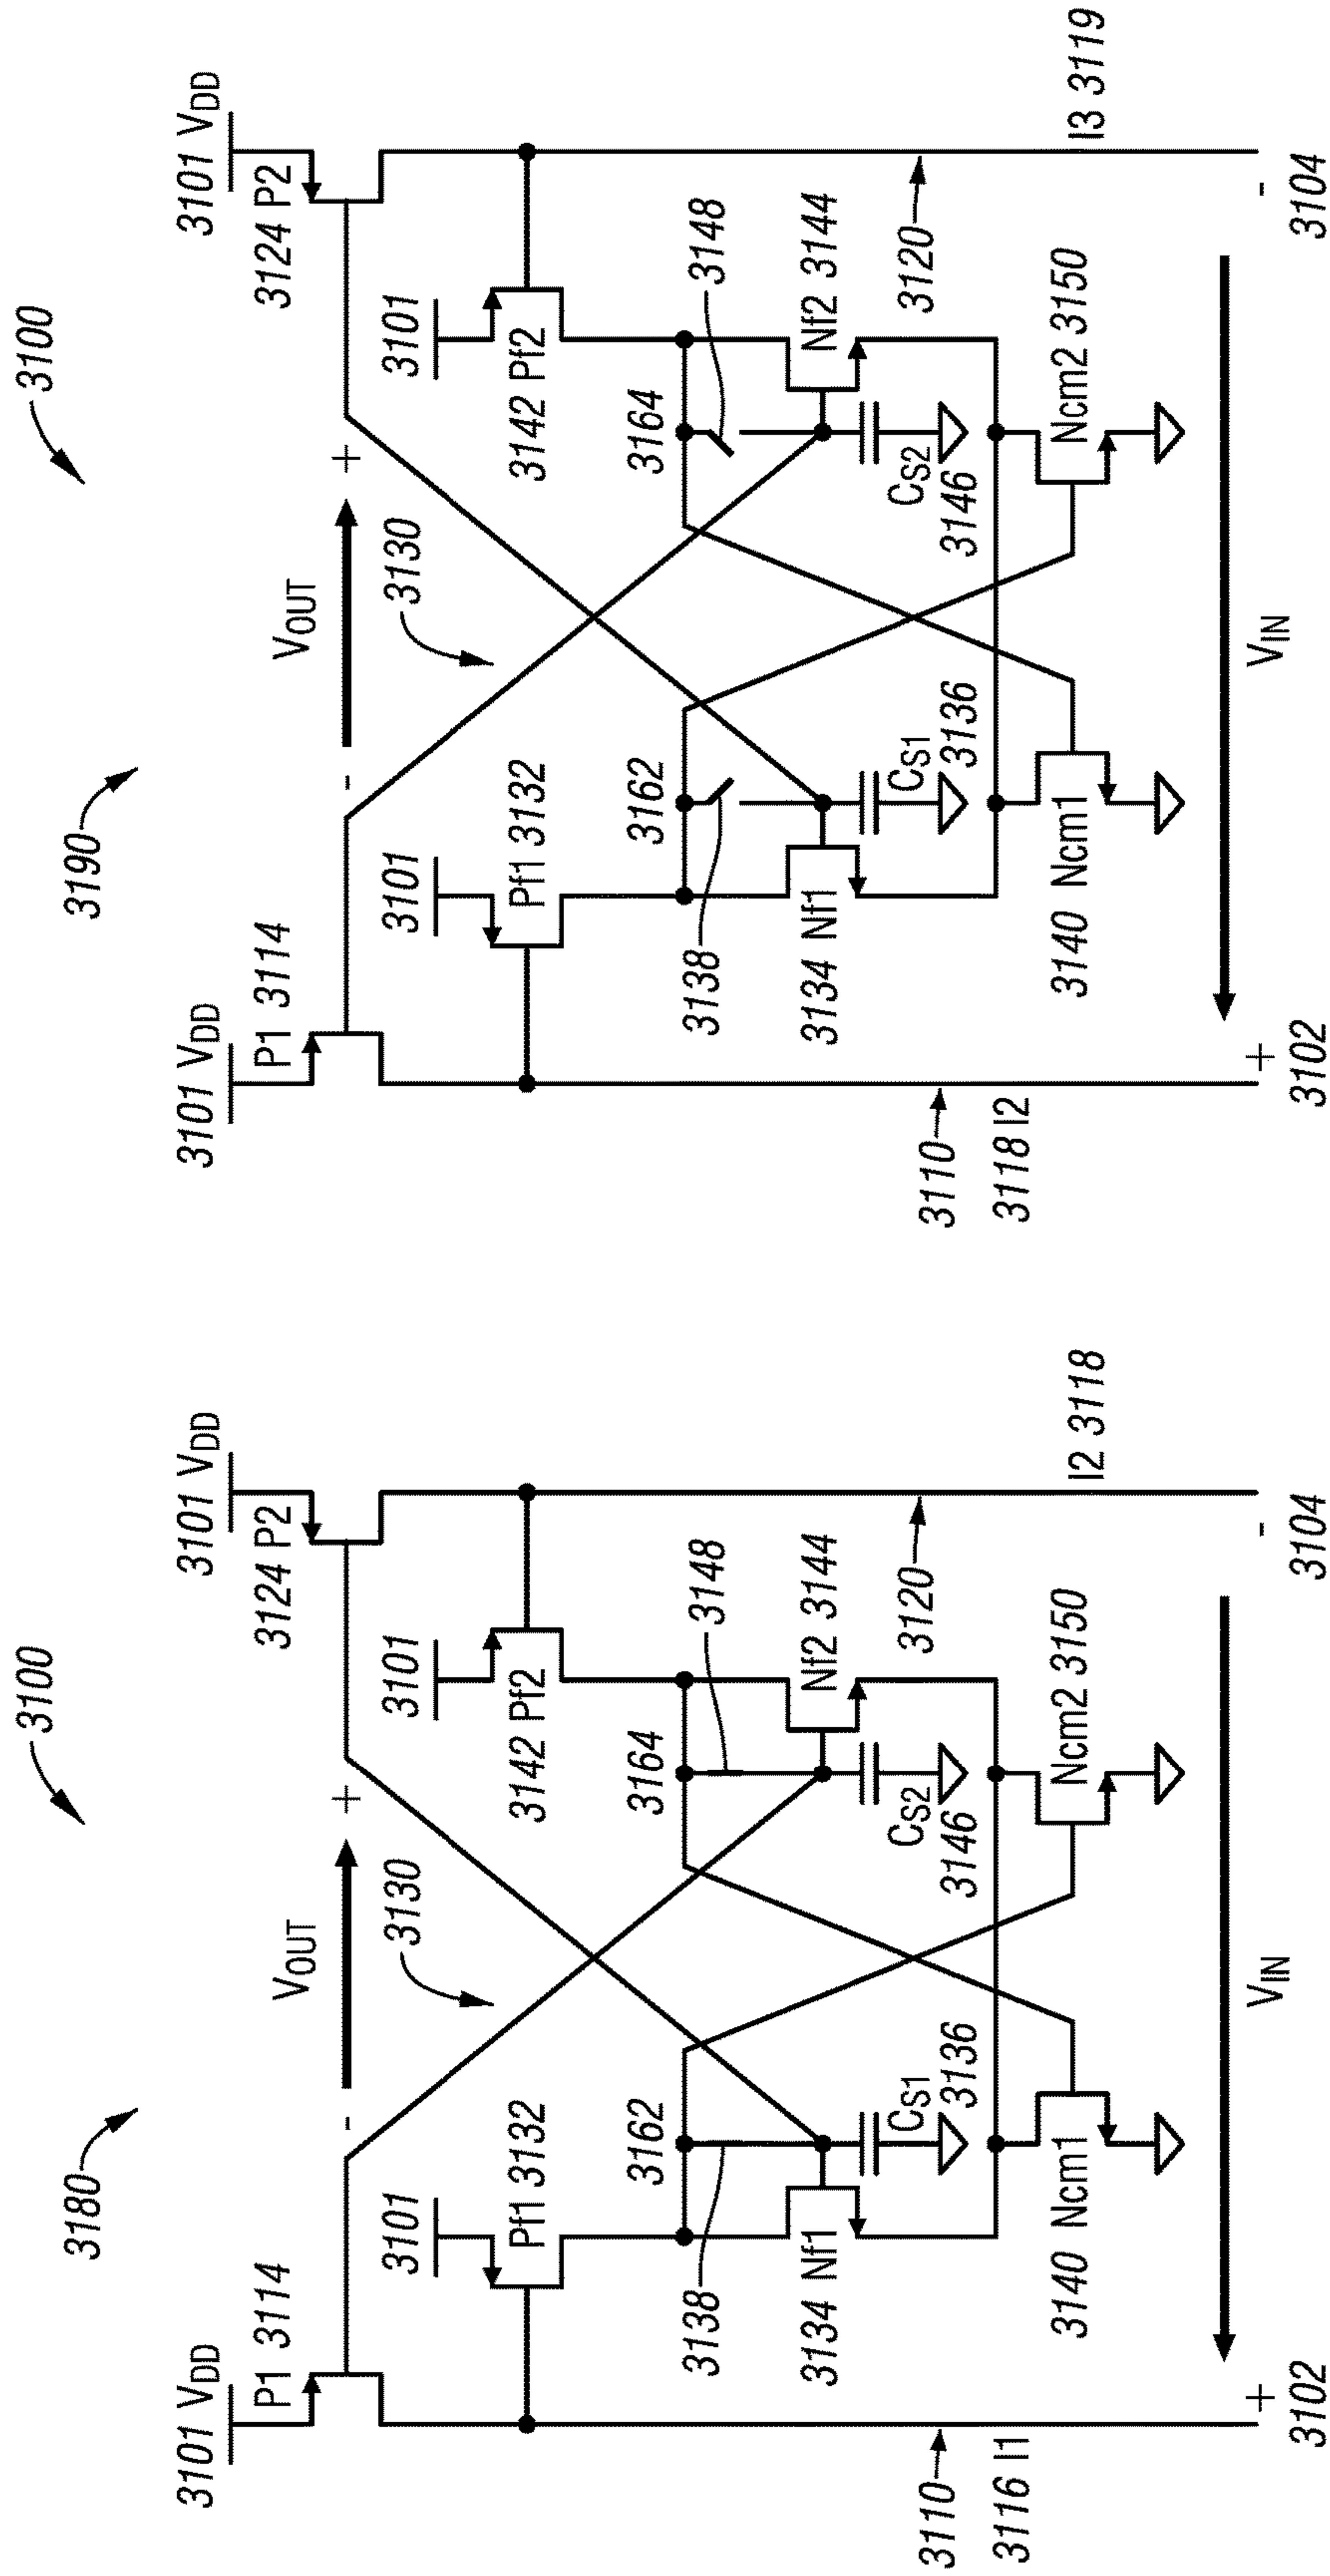 3100
3180
3101 VDD
P1 3114
VOUT
-
+
3101 VDD
3124 P2
3101
Pf1 3132
3130
3101
3142 Pf2
3138
3162
3164
3148
3134 Nf1
CS1
3136
CS2
3146
Nf2 3144
3110
3120
3116 I1
3140 Ncm1
Ncm2 3150
I2 3118
+
3102
VIN
-
3104
3100
3190
3101 VDD
P1 3114
VOUT
-
+
3101 VDD
3124 P2
3101
Pf1 3132
3130
3101
3142 Pf2
3138
3162
3164
3148
3134 Nf1
CS1
3136
CS2
3146
Nf2 3144
3110
3120
3118 I2
3140 Ncm1
Ncm2 3150
I3 3119
+
3102
VIN
-
3104